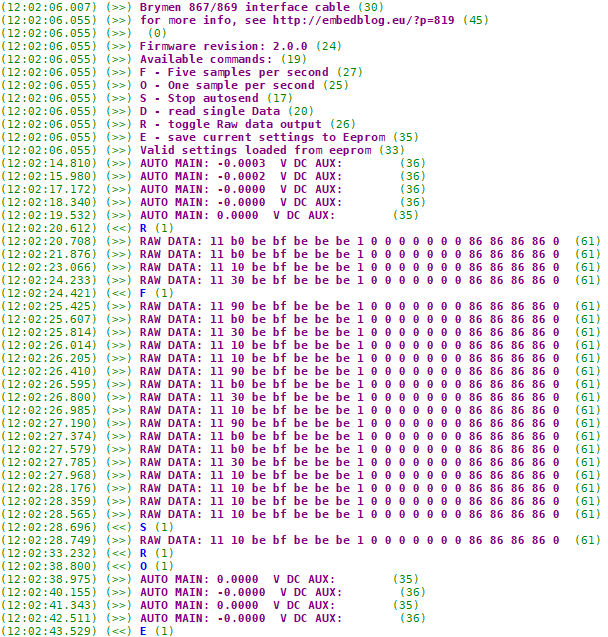 (12:02:06.007) (>>) Brymen 867/869 interface cable (30)
(12:02:06.055) (>>) for more info, see http://embedblog.eu/?p=819 (45)
(12:02:06.055) (>>)  (0)
(12:02:06.055) (>>) Firmware revision: 2.0.0 (24)
(12:02:06.055) (>>) Available commands: (19)
(12:02:06.055) (>>) F - Five samples per second (27)
(12:02:06.055) (>>) O - One sample per second (25)
(12:02:06.055) (>>) S - Stop autosend (17)
(12:02:06.055) (>>) D - read single Data (20)
(12:02:06.055) (>>) R - toggle Raw data output (26)
(12:02:06.055) (>>) E - save current settings to Eeprom (35)
(12:02:06.055) (>>) Valid settings loaded from eeprom (33)
(12:02:14.810) (>>) AUTO MAIN: -0.0003  V DC AUX:        (36)
(12:02:15.980) (>>) AUTO MAIN: -0.0002  V DC AUX:        (36)
(12:02:17.172) (>>) AUTO MAIN: -0.0000  V DC AUX:        (36)
(12:02:18.340) (>>) AUTO MAIN: -0.0000  V DC AUX:        (36)
(12:02:19.532) (>>) AUTO MAIN: 0.0000  V DC AUX:        (35)
(12:02:20.612) (<<) R (1)
(12:02:20.708) (>>) RAW DATA: 11 b0 be bf be be be 1 0 0 0 0 0 0 0 86 86 86 86 0  (61)
(12:02:21.876) (>>) RAW DATA: 11 b0 be bf be be be 1 0 0 0 0 0 0 0 86 86 86 86 0  (61)
(12:02:23.066) (>>) RAW DATA: 11 10 be bf be be be 1 0 0 0 0 0 0 0 86 86 86 86 0  (61)
(12:02:24.233) (>>) RAW DATA: 11 30 be bf be be be 1 0 0 0 0 0 0 0 86 86 86 86 0  (61)
(12:02:24.421) (<<) F (1)
(12:02:25.425) (>>) RAW DATA: 11 90 be bf be be be 1 0 0 0 0 0 0 0 86 86 86 86 0  (61)
(12:02:25.607) (>>) RAW DATA: 11 b0 be bf be be be 1 0 0 0 0 0 0 0 86 86 86 86 0  (61)
(12:02:25.814) (>>) RAW DATA: 11 30 be bf be be be 1 0 0 0 0 0 0 0 86 86 86 86 0  (61)
(12:02:26.014) (>>) RAW DATA: 11 10 be bf be be be 1 0 0 0 0 0 0 0 86 86 86 86 0  (61)
(12:02:26.205) (>>) RAW DATA: 11 10 be bf be be be 1 0 0 0 0 0 0 0 86 86 86 86 0  (61)
(12:02:26.410) (>>) RAW DATA: 11 90 be bf be be be 1 0 0 0 0 0 0 0 86 86 86 86 0  (61)
(12:02:26.595) (>>) RAW DATA: 11 b0 be bf be be be 1 0 0 0 0 0 0 0 86 86 86 86 0  (61)
(12:02:26.800) (>>) RAW DATA: 11 30 be bf be be be 1 0 0 0 0 0 0 0 86 86 86 86 0  (61)
(12:02:26.985) (>>) RAW DATA: 11 10 be bf be be be 1 0 0 0 0 0 0 0 86 86 86 86 0  (61)
(12:02:27.190) (>>) RAW DATA: 11 90 be bf be be be 1 0 0 0 0 0 0 0 86 86 86 86 0  (61)
(12:02:27.374) (>>) RAW DATA: 11 b0 be bf be be be 1 0 0 0 0 0 0 0 86 86 86 86 0  (61)
(12:02:27.579) (>>) RAW DATA: 11 b0 be bf be be be 1 0 0 0 0 0 0 0 86 86 86 86 0  (61)
(12:02:27.785) (>>) RAW DATA: 11 30 be bf be be be 1 0 0 0 0 0 0 0 86 86 86 86 0  (61)
(12:02:27.968) (>>) RAW DATA: 11 10 be bf be be be 1 0 0 0 0 0 0 0 86 86 86 86 0  (61)
(12:02:28.176) (>>) RAW DATA: 11 10 be bf be be be 1 0 0 0 0 0 0 0 86 86 86 86 0  (61)
(12:02:28.359) (>>) RAW DATA: 11 10 be bf be be be 1 0 0 0 0 0 0 0 86 86 86 86 0  (61)
(12:02:28.565) (>>) RAW DATA: 11 10 be bf be be be 1 0 0 0 0 0 0 0 86 86 86 86 0  (61)
(12:02:28.696) (<<) S (1)
(12:02:28.749) (>>) RAW DATA: 11 10 be bf be be be 1 0 0 0 0 0 0 0 86 86 86 86 0  (61)
(12:02:33.232) (<<) R (1)
(12:02:38.800) (<<) O (1)
(12:02:38.975) (>>) AUTO MAIN: 0.0000  V DC AUX:        (35)
(12:02:40.155) (>>) AUTO MAIN: -0.0000  V DC AUX:        (36)
(12:02:41.343) (>>) AUTO MAIN: 0.0000  V DC AUX:        (35)
(12:02:42.511) (>>) AUTO MAIN: -0.0000  V DC AUX:        (36)
(12:02:43.529) (<<) E (1)